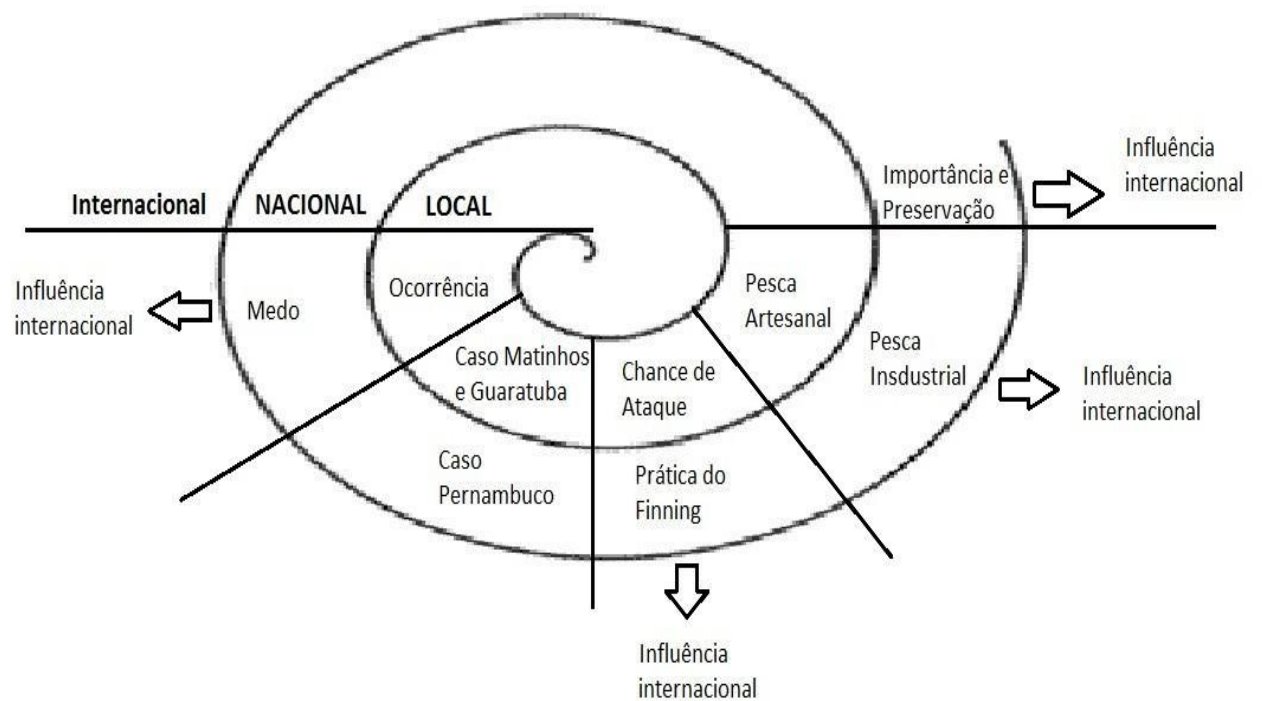 Influência
internacional
Importância e
Preservação
Internacional NACIONAL LOCAL
Influência
internacional
Medo
Ocorrência
Pesca
Artesanal
Caso Matinhos
e Guaratuba
Chance de
Ataque
Pesca
Insdustrial
Influência
internacional
Caso
Pernambuco
Prática do
Finning
Influência
internacional